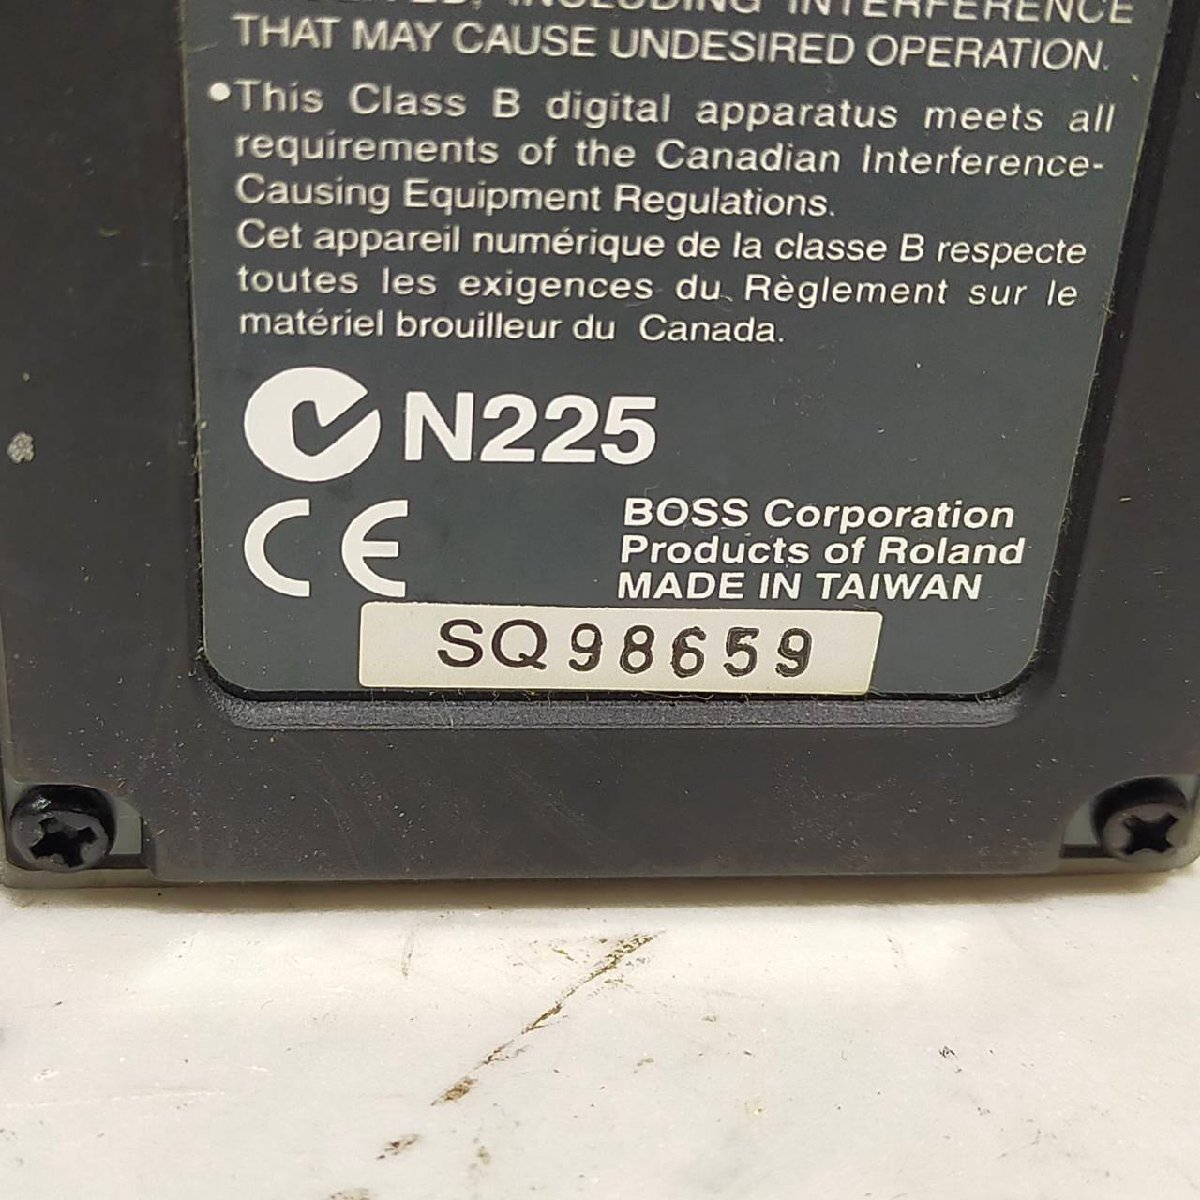 INCLUDING INTERFERENCE
THAT MAY CAUSE UNDESIRED OPERATION.
•This Class B digital apparatus meets all
requirements of the Canadian Interference-
Causing Equipment Regulations.
Cet appareil numérique de la classe B respecte
toutes les exigences du Règlement sur le
matériel brouilleur du Canada.
N225
CE
BOSS Corporation
Products of Roland
MADE IN TAIWAN
SQ98659